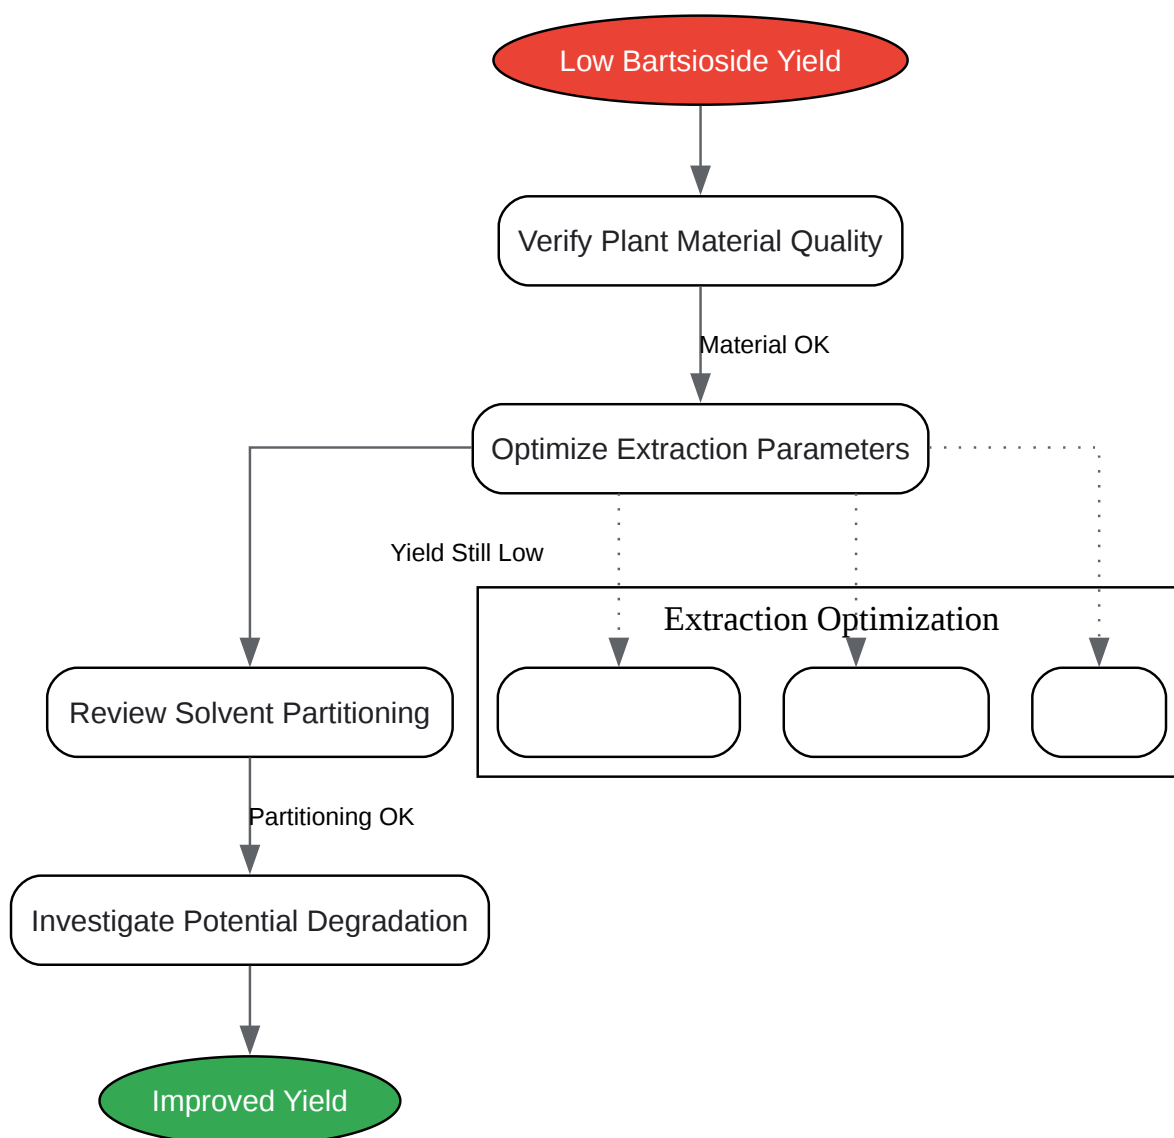 Low Bartsioside Yield
Verify Plant Material Quality
Material OK
Optimize Extraction Parameters
Yield Still Low
Extraction Optimization
Review Solvent Partitioning
Partitioning OK
Investigate Potential Degradation
Improved Yield